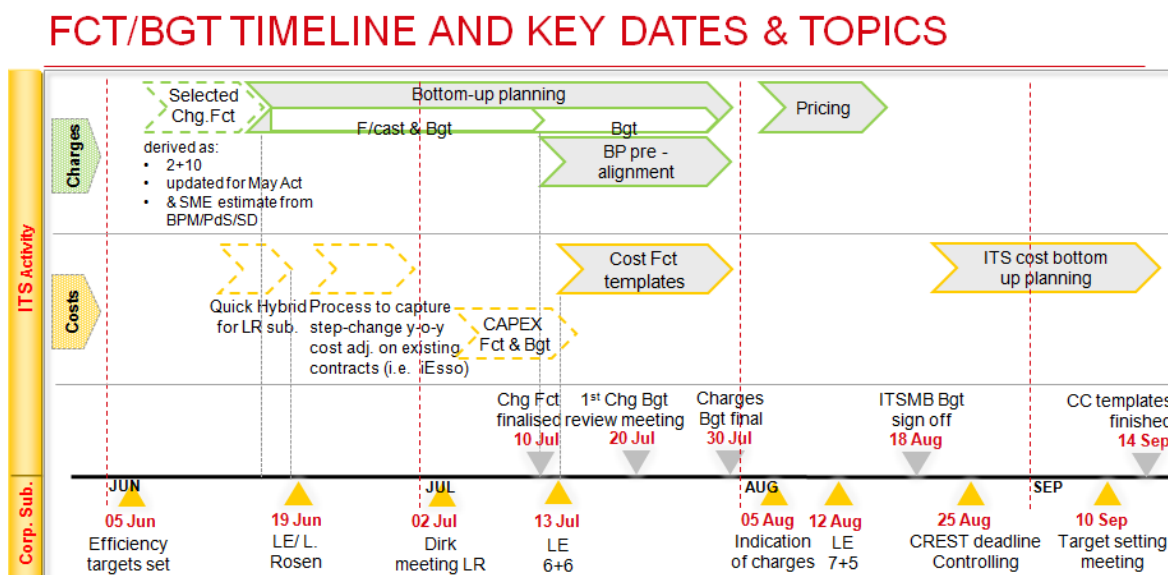 FCT/BGT TIMELINE AND KEY DATES & TOPICS
ITS Activity
Charges
Selected
Chg.Fct
Bottom-up planning
F/cast & Bgt
Bgt
Pricing
BP pre -
alignment
derived as:
• 2+10
• updated for May Act
• & SME estimate from
BPM/PdS/SD
Costs
Quick Hybrid
for LR sub.
Process to capture
step-change y-o-y
cost adj. on existing
contracts (i.e. iEsso)
Cost Fct
templates
CAPEX
Fct & Bgt
ITS cost bottom
up planning
Chg Fct
finalised
10 Jul
1st Chg Bgt
review meeting
20 Jul
Charges
Bgt final
30 Jul
ITSMB Bgt
sign off
18 Aug
CC templates
finished
14 Sep
JUN
JUL
AUG
SEP
Corp. Sub.
05 Jun
Efficiency
targets set
19 Jun
LE/ L.
Rosen
02 Jul
Dirk
meeting LR
13 Jul
LE
6+6
05 Aug
Indication
of charges
12 Aug
LE
7+5
25 Aug
CREST deadline
Controlling
10 Sep
Target setting
meeting